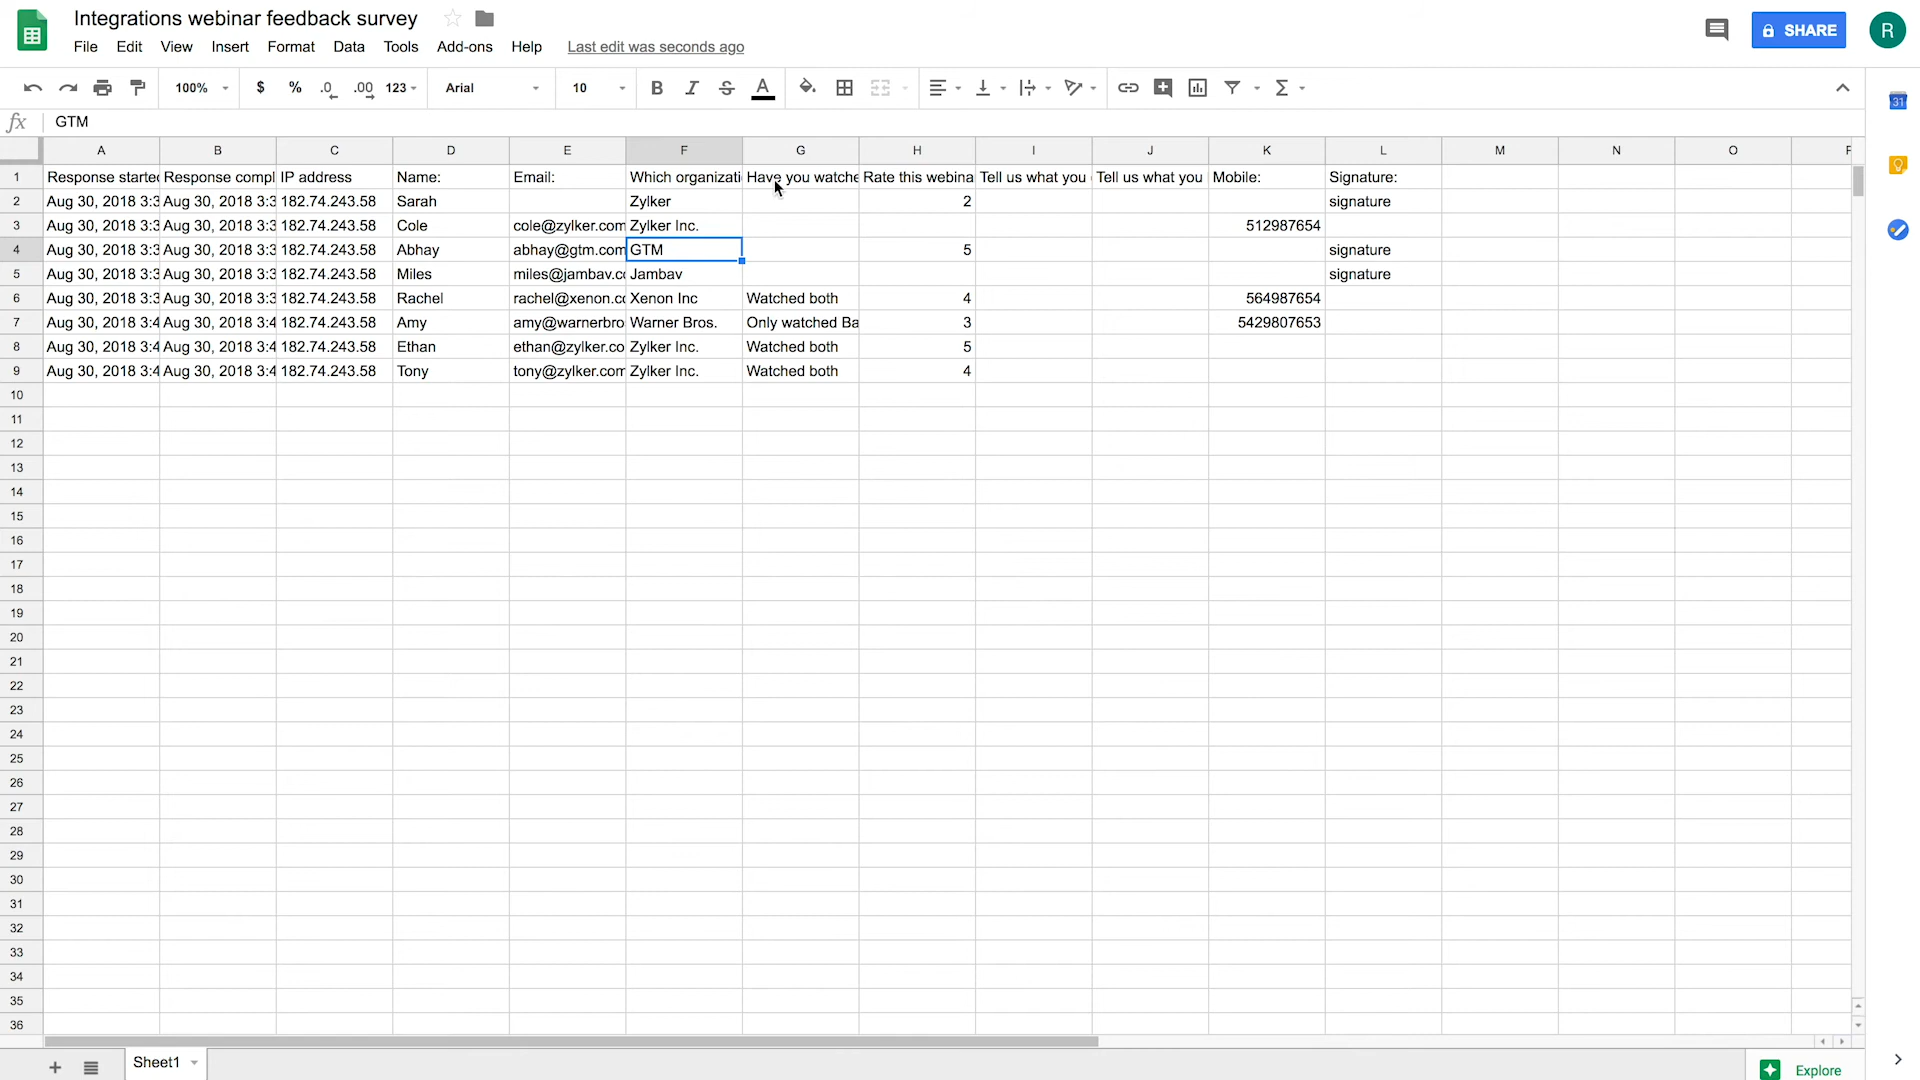 Integrations webinar feedback survey
File Edit View Insert Format Data Tools Add-ons Help Last edit was seconds ago
SHARE
R
100% $ % .0 .00 123 Arial 10 B I S A
31
fx GTM
A B C D E F G H I J K L M N O P
1 Response started Response compl IP address Name: Email: Which organizati Have you watche Rate this webina Tell us what you Tell us what you Mobile: Signature:
2 Aug 30, 2018 3:3 Aug 30, 2018 3:3 182.74.243.58 Sarah Zylker 2 signature
3 Aug 30, 2018 3:3 Aug 30, 2018 3:3 182.74.243.58 Cole cole@zylker.com Zylker Inc. 512987654
4 Aug 30, 2018 3:3 Aug 30, 2018 3:3 182.74.243.58 Abhay abhay@gtm.com GTM 5 signature
5 Aug 30, 2018 3:3 Aug 30, 2018 3:3 182.74.243.58 Miles miles@jambav.co Jambav signature
6 Aug 30, 2018 3:3 Aug 30, 2018 3:3 182.74.243.58 Rachel rachel@xenon.co Xenon Inc Watched both 4 564987654
7 Aug 30, 2018 3:4 Aug 30, 2018 3:4 182.74.243.58 Amy amy@warnerbro Warner Bros. Only watched Ba 3 5429807653
8 Aug 30, 2018 3:4 Aug 30, 2018 3:4 182.74.243.58 Ethan ethan@zylker.co Zylker Inc. Watched both 5
9 Aug 30, 2018 3:4 Aug 30, 2018 3:4 182.74.243.58 Tony tony@zylker.com Zylker Inc. Watched both 4
10
11
12
13
14
15
16
17
18
19
20
21
22
23
24
25
26
27
28
29
30
31
32
33
34
35
36
Sheet1
Explore